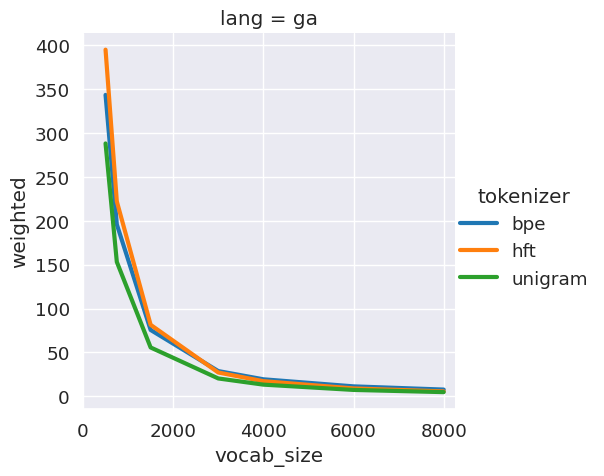 lang = ga
400
350
300
250
200
150
100
50
0
weighted
0 2000 4000 6000 8000
vocab_size
tokenizer
bpe
hft
unigram